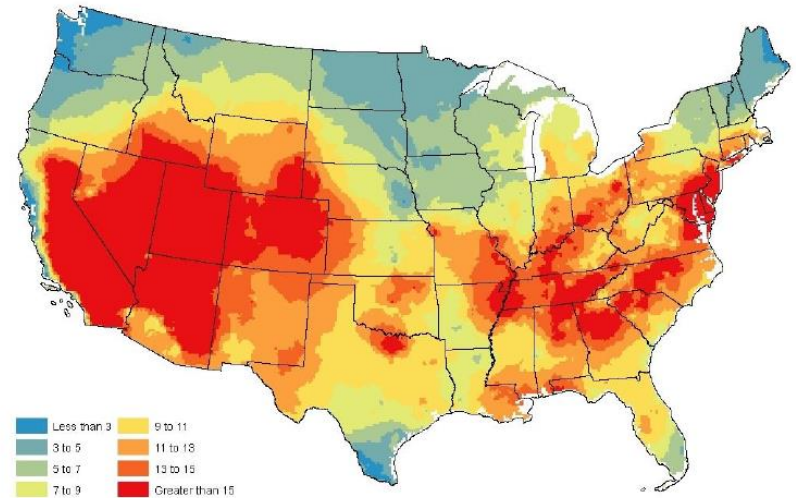 Less than 3
3 to 5
5 to 7
7 to 9
9 to 11
11 to 13
13 to 15
Greater than 15